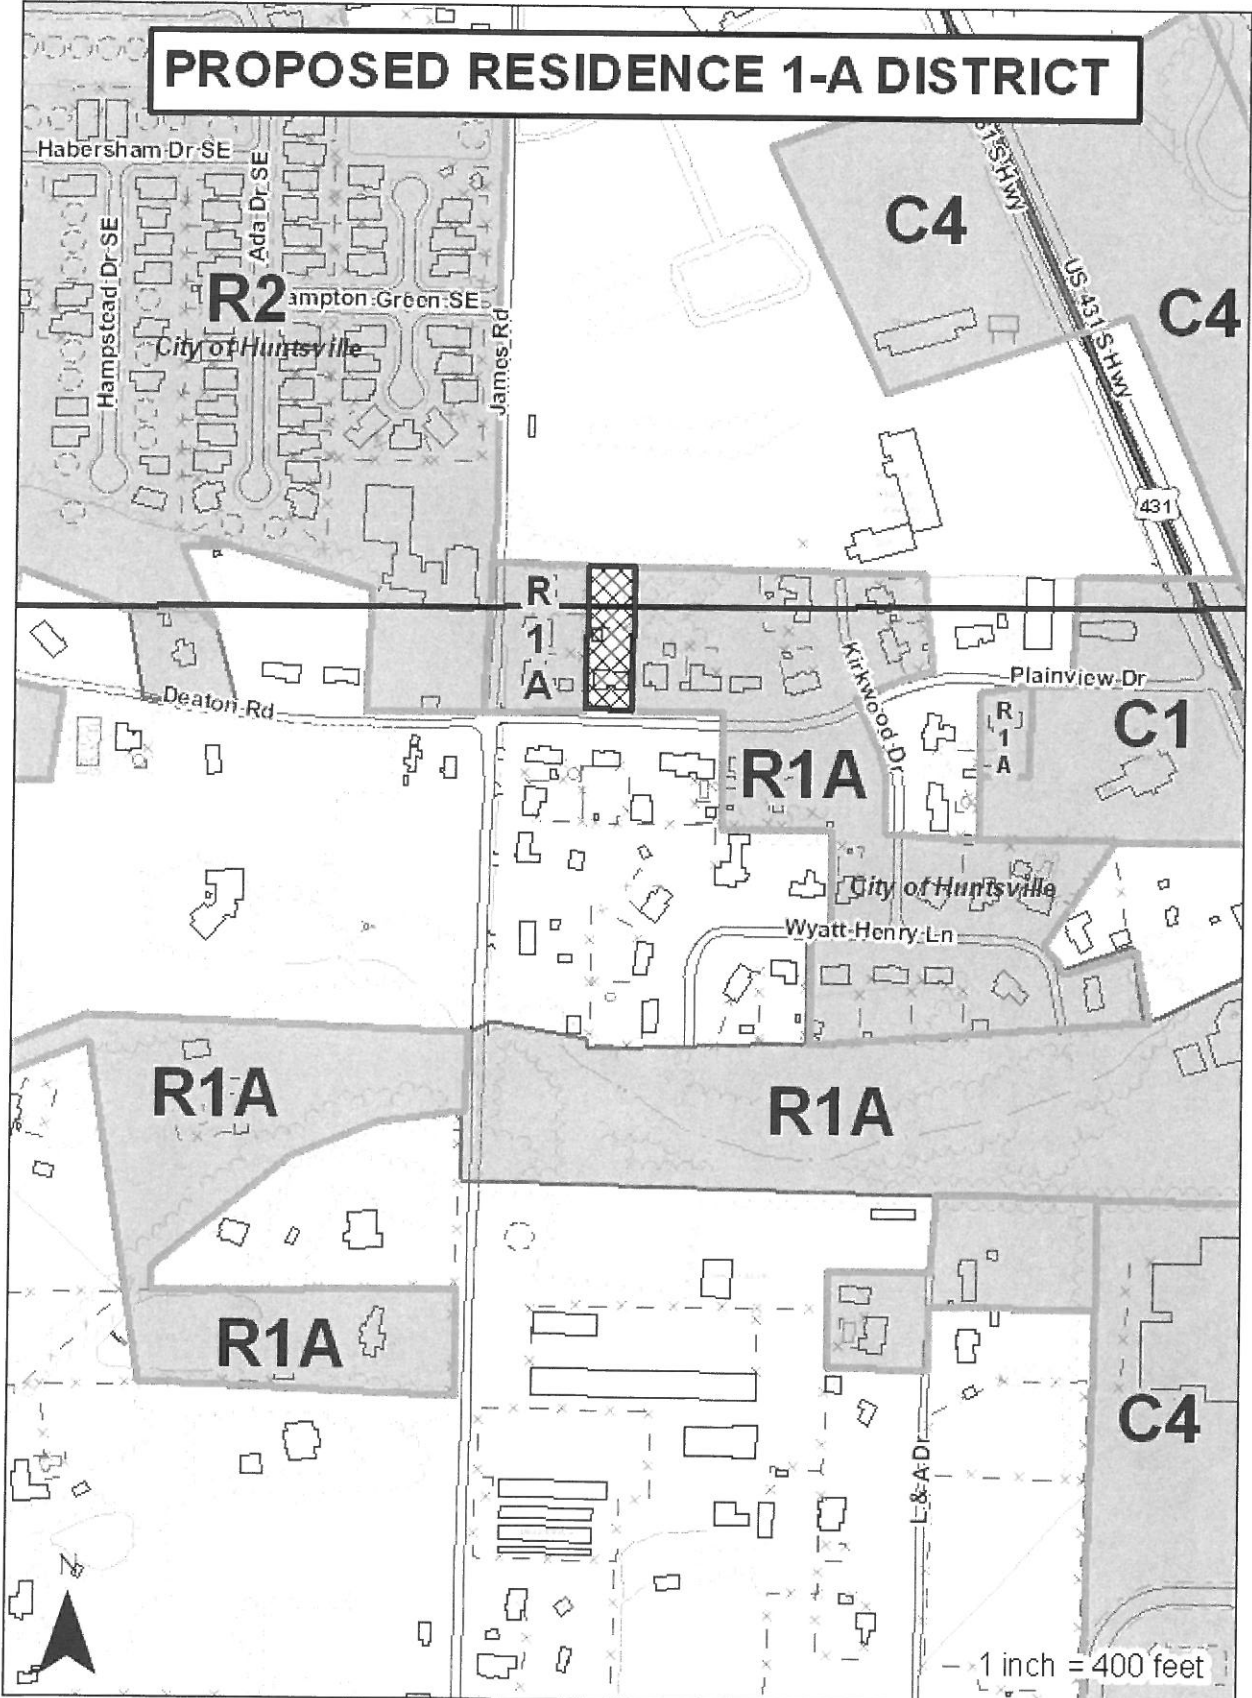 PROPOSED RESIDENCE 1-A DISTRICT
Habersham Dr SE
Hampstead Dr SE
Ada Dr SE
R2
ampton Green SE
City of Huntsville
James Rd
C4
S Hwy
US 431 S Hwy
C4
431
R
1
A
Deaton Rd
Kirkwood Dr
Plainview Dr
R
1
A
C1
R1A
City of Huntsville
Wyatt Henry Ln
R1A
R1A
R1A
C4
L & A Dr
N
1 inch = 400 feet